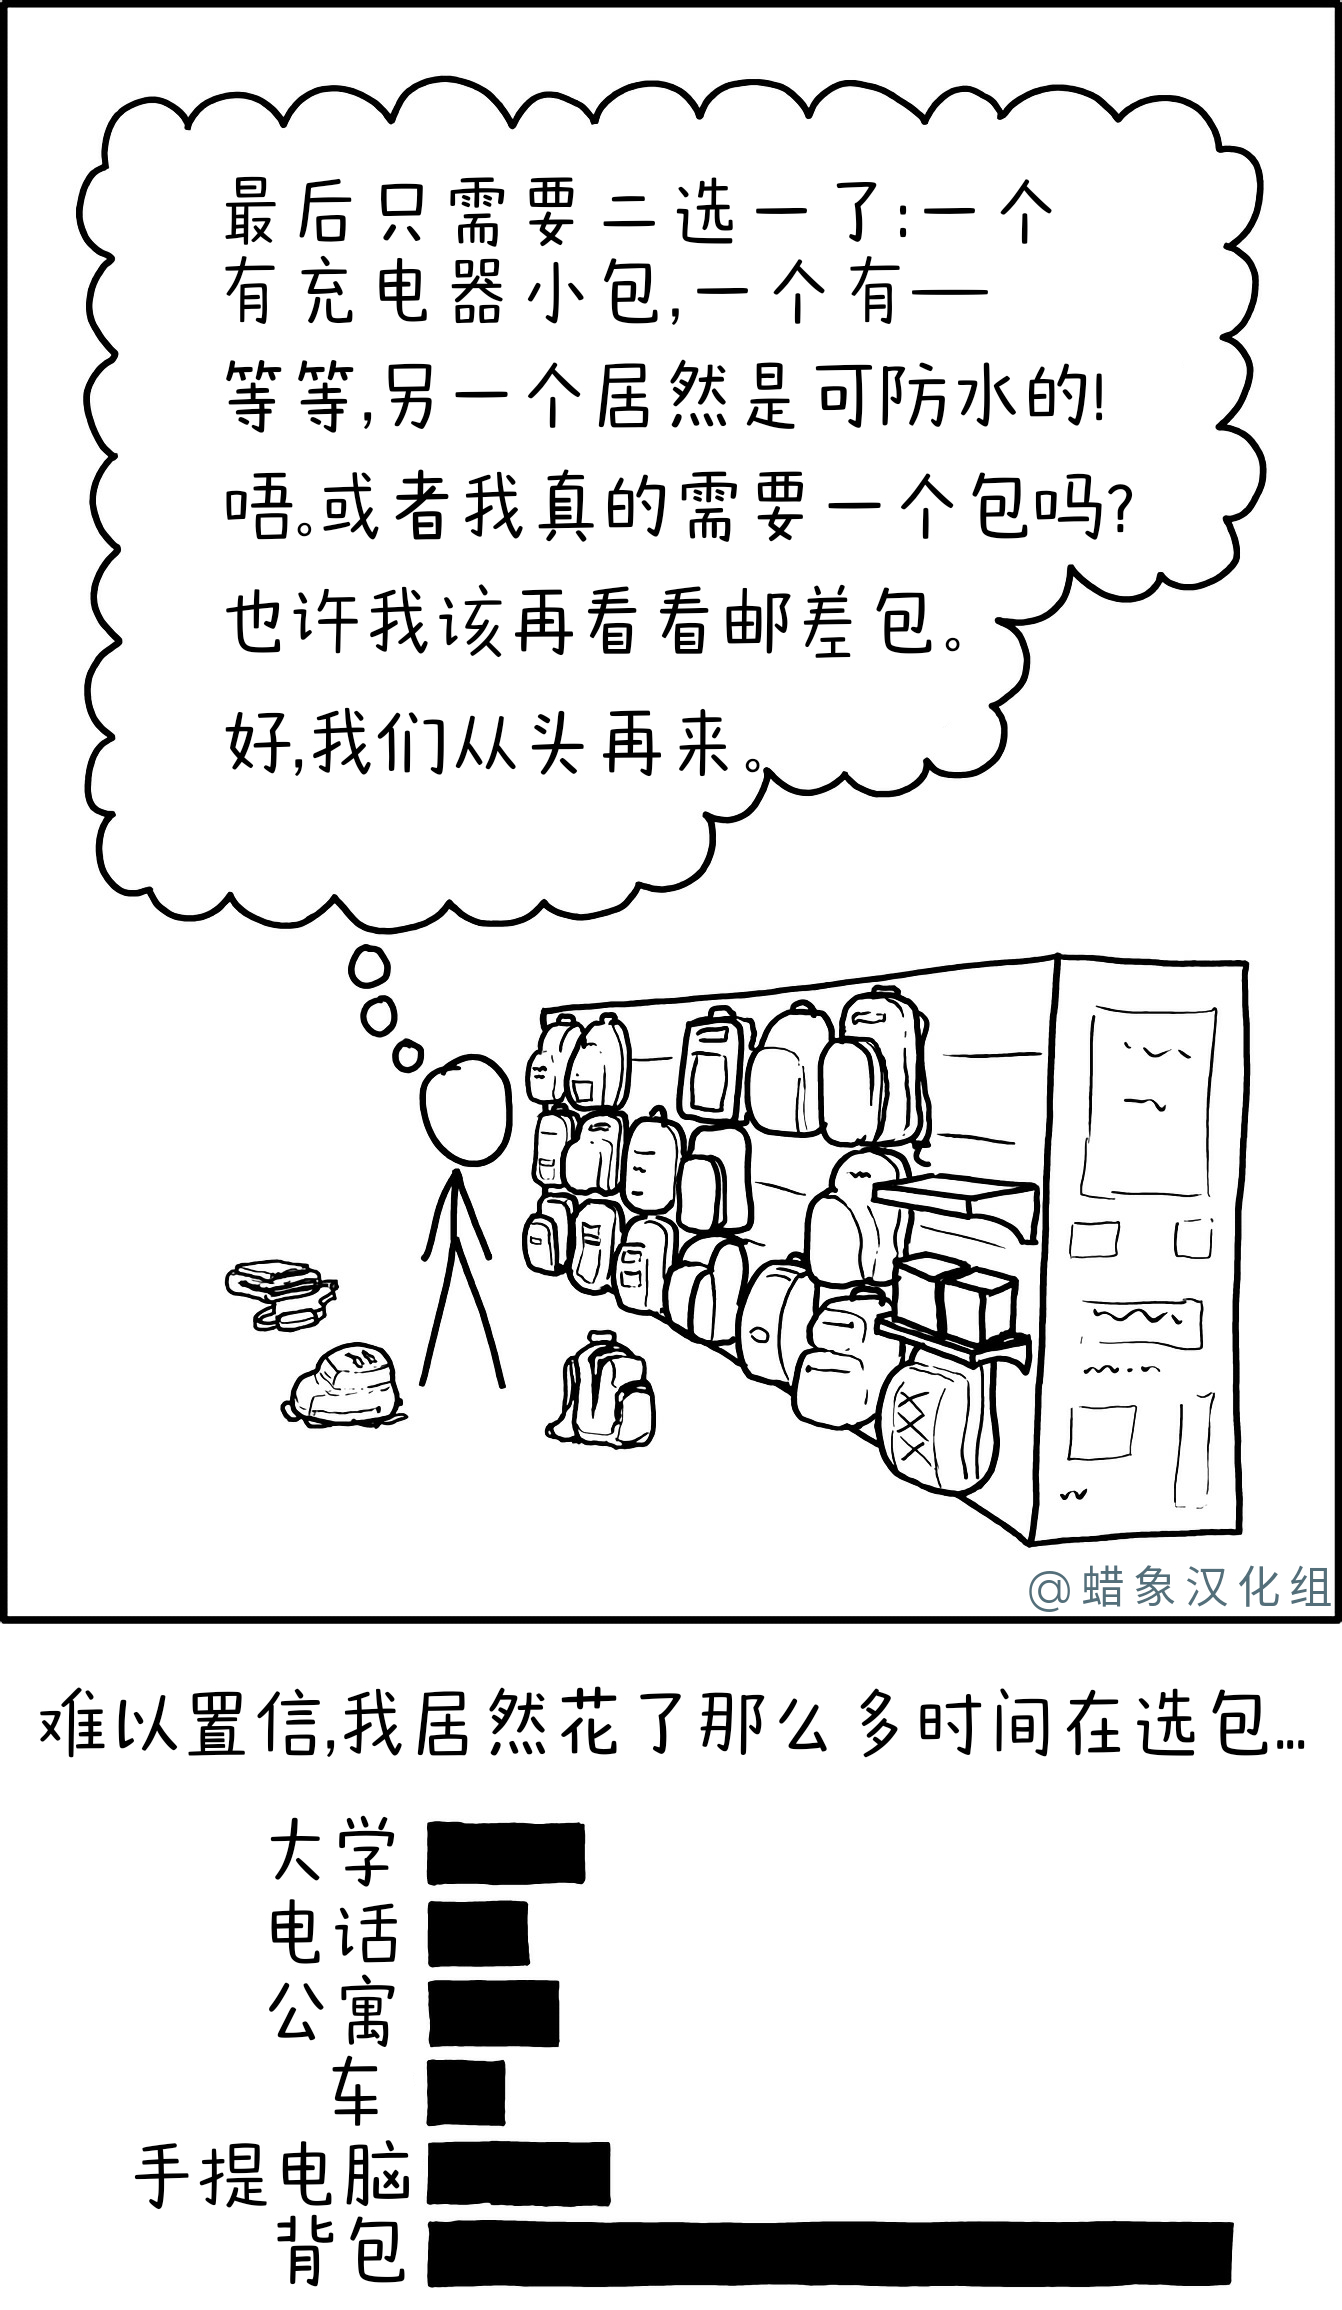 最后只需要二选一了:一个
有充电器小包,一个有——
等等,另一个居然是可防水的!
唔。或者我真的需要一个包吗?
也许我该再看看邮差包。
好,我们从头再来。
@蜡象汉化组
难以置信,我居然花了那么多时间在选包...
大学
电话
公寓
车
手提电脑
背包